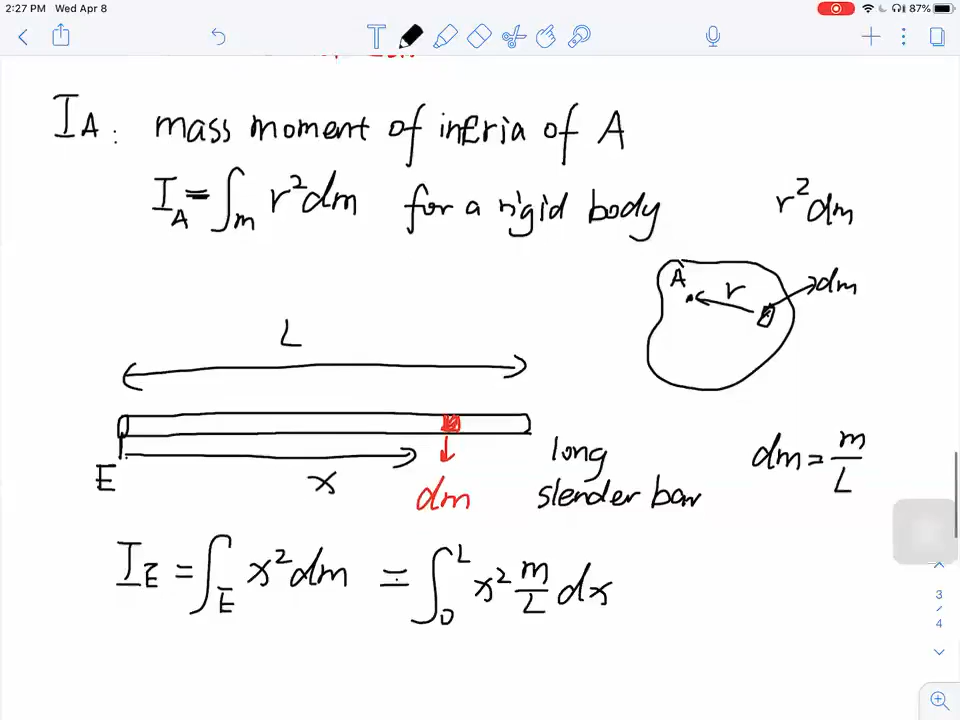 2:27 PM Wed Apr 8
87%
T
I_A: mass moment of inEria of A
I_A = ∫_m r²dm for a rigid body
r²dm
A r dm
L
E x dm
long
slender bar
dm = m/L
I_E = ∫_E x²dm = ∫_0^L x² m/L dx
3
/
4